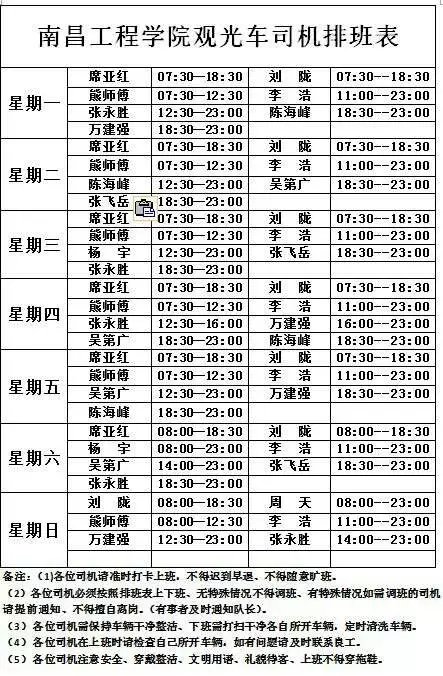 南昌工程学院观光车司机排班表
星期一
席亚红 07:30—18:30 刘 陇 07:30—18:30
熊师傅 07:30—12:30 李 浩 11:00—23:00
张永胜 12:30—23:00 陈海峰 18:30—23:00
万建强 18:30—23:00
星期二
席亚红 07:30—18:30 刘 陇 07:30—18:30
熊师傅 07:30—12:30 李 浩 11:00—23:00
陈海峰 12:30—23:00 吴第广 18:30—23:00
张飞岳 18:30—23:00
星期三
席亚红 07:30—18:30 刘 陇 07:30—18:30
熊师傅 07:30—12:30 李 浩 11:00—23:00
杨 宇 12:30—23:00 张飞岳 18:30—23:00
张永胜 18:30—23:00
星期四
席亚红 07:30—18:30 刘 陇 07:30—18:30
熊师傅 07:30—12:30 李 浩 11:00—23:00
张永胜 12:30—16:00 万建强 16:00—23:00
吴第广 18:30—23:00 陈海峰 18:30—23:00
星期五
席亚红 07:30—18:30 刘 陇 07:30—18:30
熊师傅 07:30—12:30 李 浩 11:00—23:00
吴第广 12:30—23:00 万建强 18:30—23:00
陈海峰 18:30—23:00
星期六
席亚红 08:00—18:30 刘 陇 08:00—18:30
杨 宇 08:00—23:00 李 浩 11:00—23:00
吴第广 14:00—23:00 张飞岳 18:30—23:00
张永胜 18:30—23:00
星期日
刘 陇 08:00—18:30 周 天 08:00—23:00
熊师傅 08:00—12:30 李 浩 11:00—23:00
万建强 12:30—23:00 张永胜 14:00—23:00
备注：（1)各位司机请准时打卡上班，不得迟到早退、不得随意旷班。
（2）各位司机必须按照排班表上下班、无特殊情况不得调班、有特殊情况如需调班的司机
请提前通知、不得擅自离岗。（有事者及时通知队长）。
（3）各位司机需保持车辆干净整洁、下班需打扫干净各自所开车辆，定时清洗车辆。
（4）各位司机在上班时请检查自己所开车辆，如有问题请及时联系良工。
（5）各位司机注意安全、穿戴整洁、文明用语、礼貌待客、上班不得穿拖鞋。